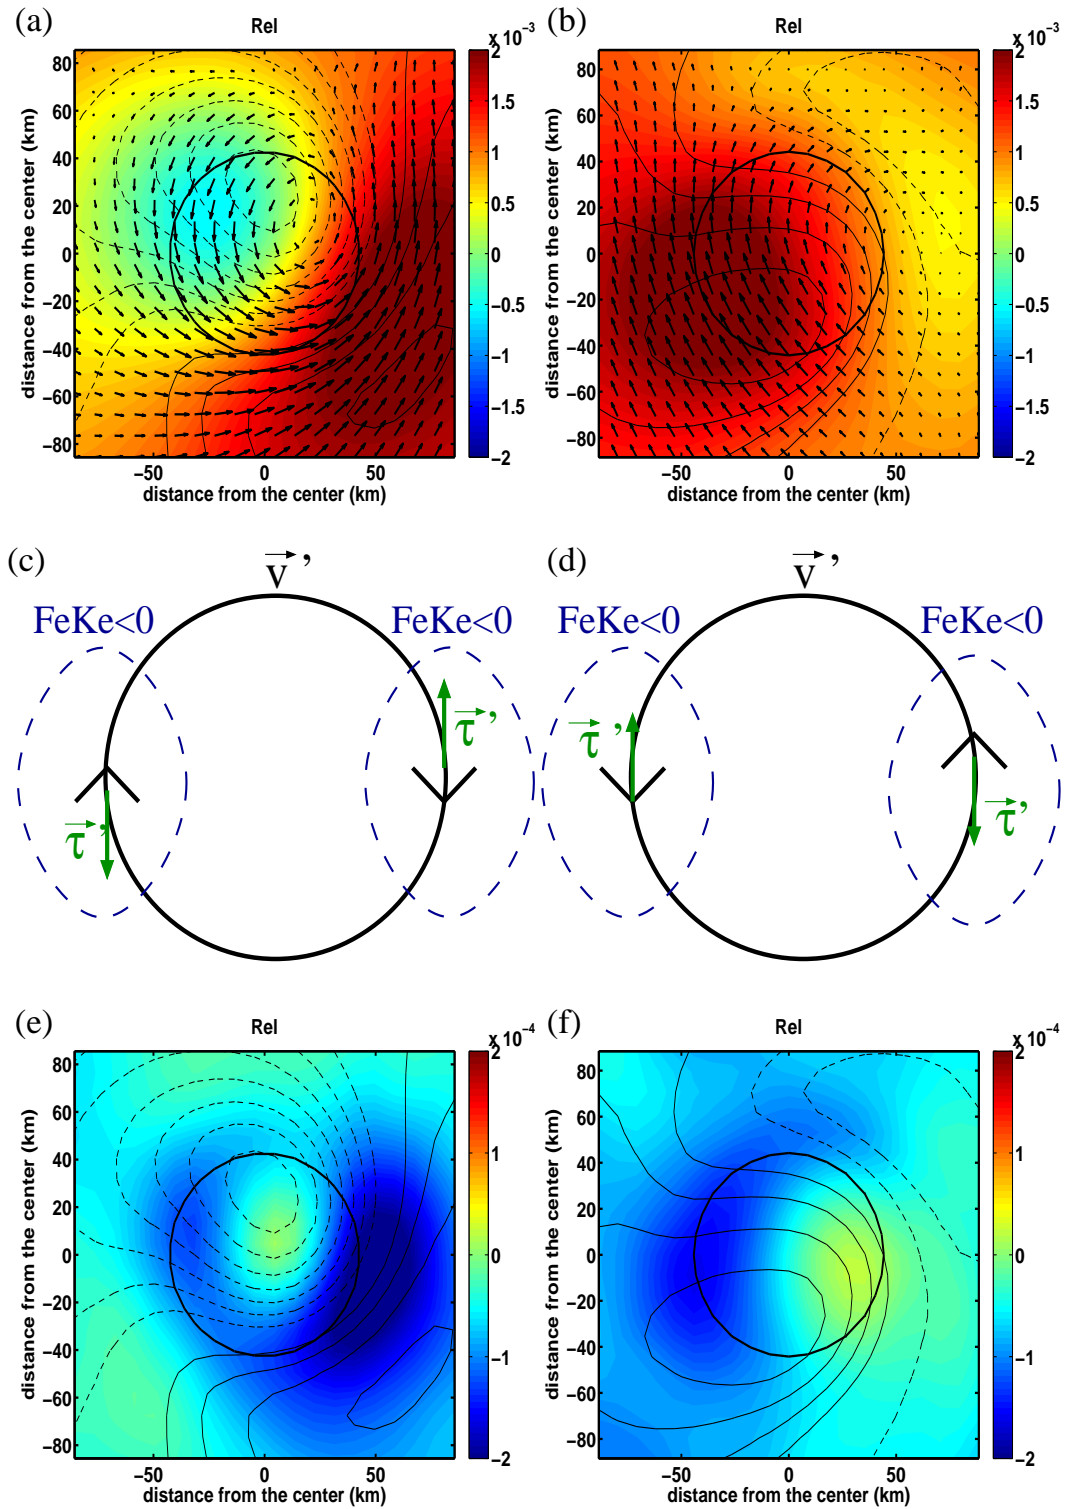 (a)
Rel
x 10⁻³
distance from the center (km)
80
60
40
20
0
−20
−40
−60
−80
−50 0 50
distance from the center (km)
2
1.5
1
0.5
0
−0.5
−1
−1.5
−2
(b)
Rel
x 10⁻³
distance from the center (km)
80
60
40
20
0
−20
−40
−60
−80
−50 0 50
distance from the center (km)
2
1.5
1
0.5
0
−0.5
−1
−1.5
−2
(c)
v⃗ ’
FeKe<0
FeKe<0
τ⃗ ’
τ⃗ ’
(d)
v⃗ ’
FeKe<0
FeKe<0
τ⃗ ’
τ⃗ ’
(e)
Rel
x 10⁻⁴
distance from the center (km)
80
60
40
20
0
−20
−40
−60
−80
−50 0 50
distance from the center (km)
2
1
0
−1
−2
(f)
Rel
x 10⁻⁴
distance from the center (km)
80
60
40
20
0
−20
−40
−60
−80
−50 0 50
distance from the center (km)
2
1
0
−1
−2